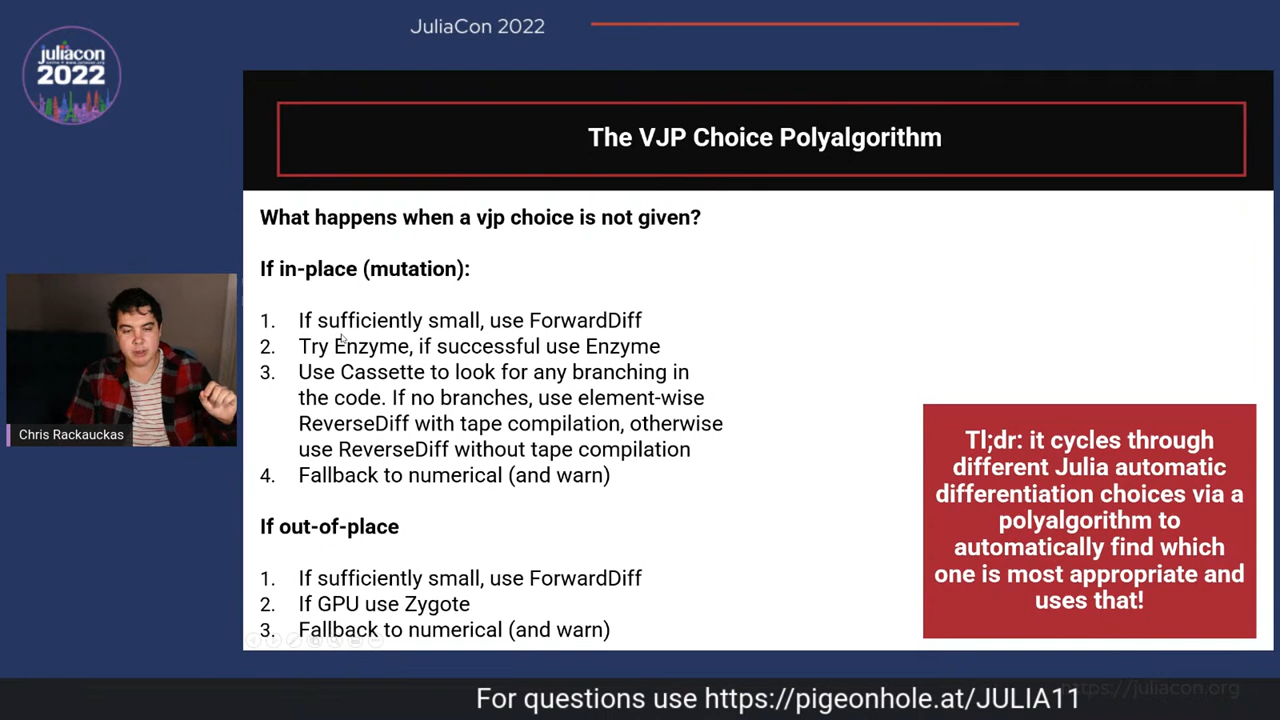 JuliaCon 2022
juliacon
2022
The VJP Choice Polyalgorithm
What happens when a vjp choice is not given?
If in-place (mutation):
1. If sufficiently small, use ForwardDiff
2. Try Enzyme, if successful use Enzyme
3. Use Cassette to look for any branching in
the code. If no branches, use element-wise
ReverseDiff with tape compilation, otherwise
use ReverseDiff without tape compilation
4. Fallback to numerical (and warn)
If out-of-place
1. If sufficiently small, use ForwardDiff
2. If GPU use Zygote
3. Fallback to numerical (and warn)
Tl;dr: it cycles through
different Julia automatic
differentiation choices via a
polyalgorithm to
automatically find which
one is most appropriate and
uses that!
Chris Rackauckas
https://juliacon.org
For questions use https://pigeonhole.at/JULIA11